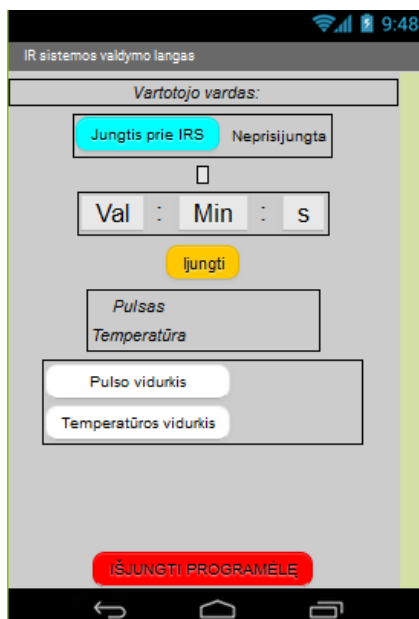 9:48
IR sistemos valdymo langas
Vartotojo vardas:
Jungtis prie IRS Neprisijungta
Val : Min : s
Ijungti
Pulsas
Temperatūra
Pulso vidurkis
Temperatūros vidurkis
IŠJUNGTI PROGRAMĖLĘ